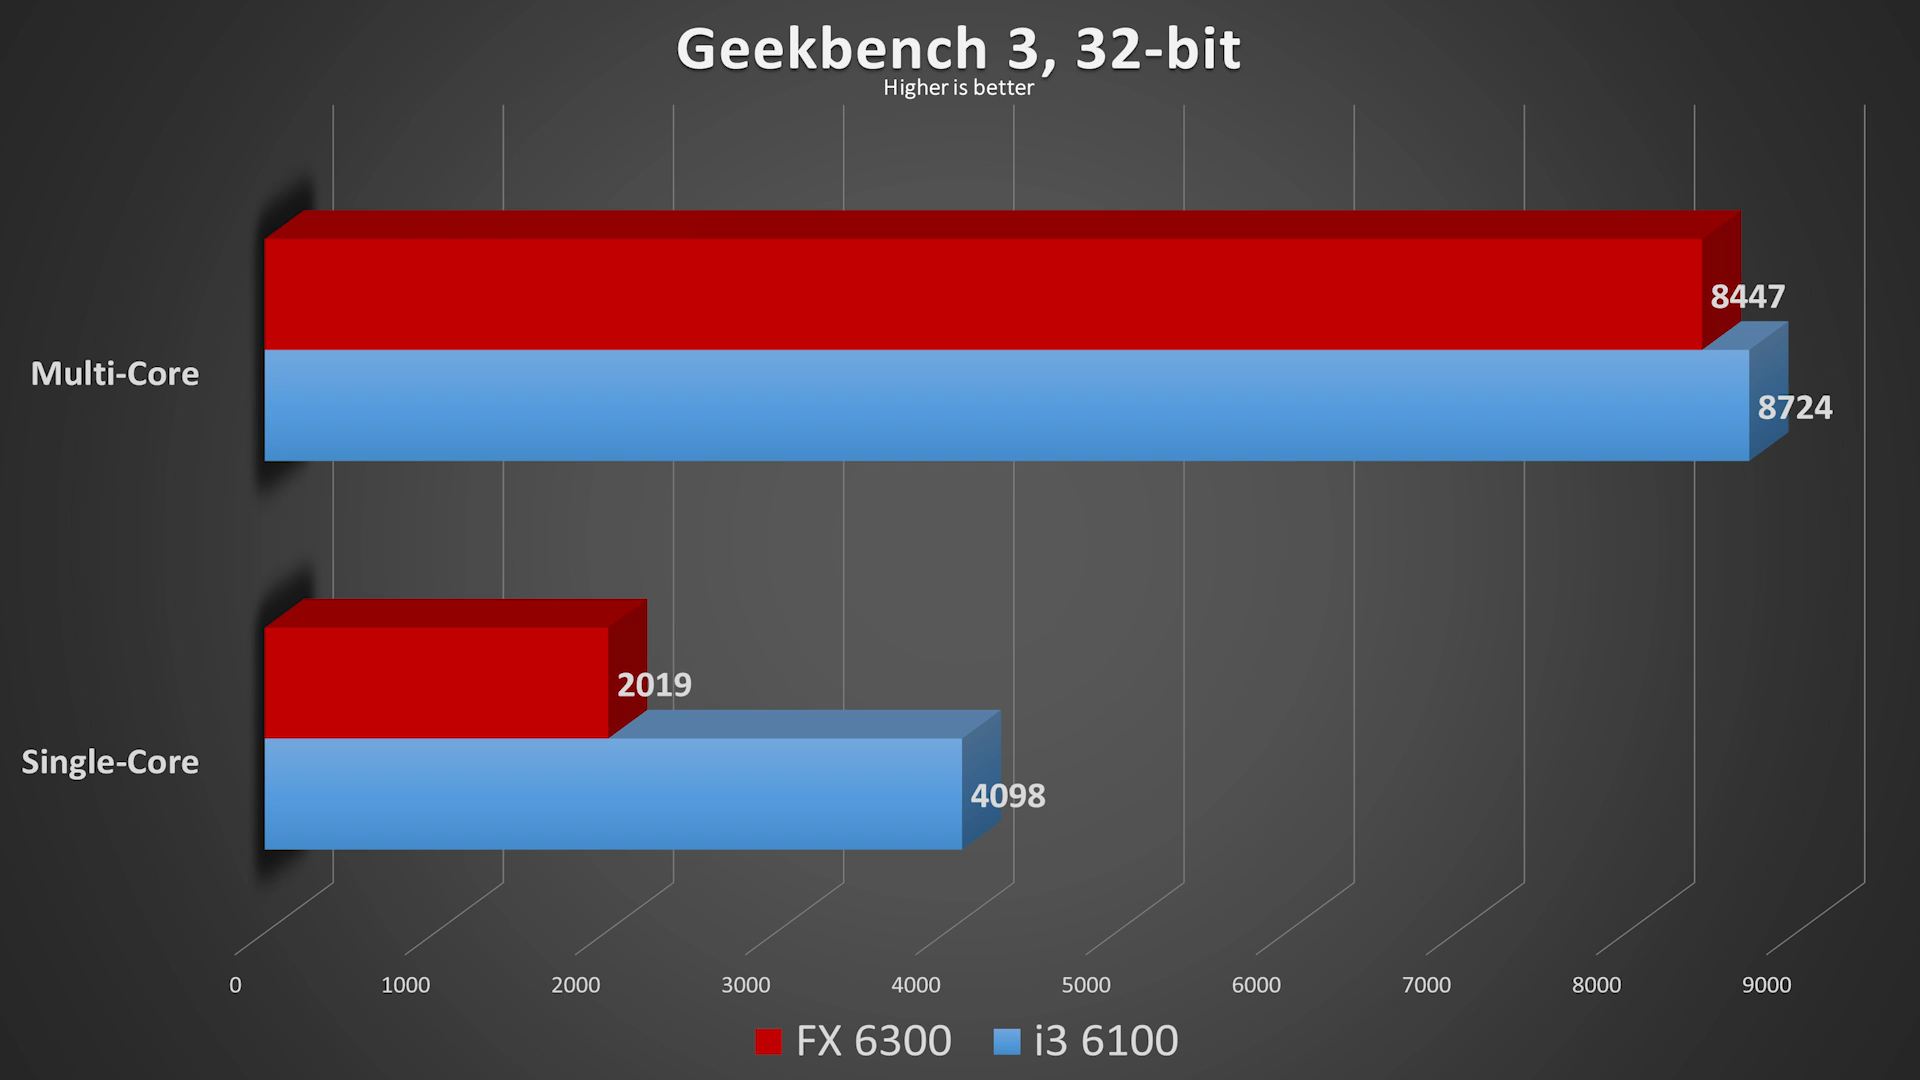 Geekbench 3, 32-bit
Higher is better
8447
Multi-Core
8724
2019
Single-Core
4098
0 1000 2000 3000 4000 5000 6000 7000 8000 9000
FX 6300 i3 6100